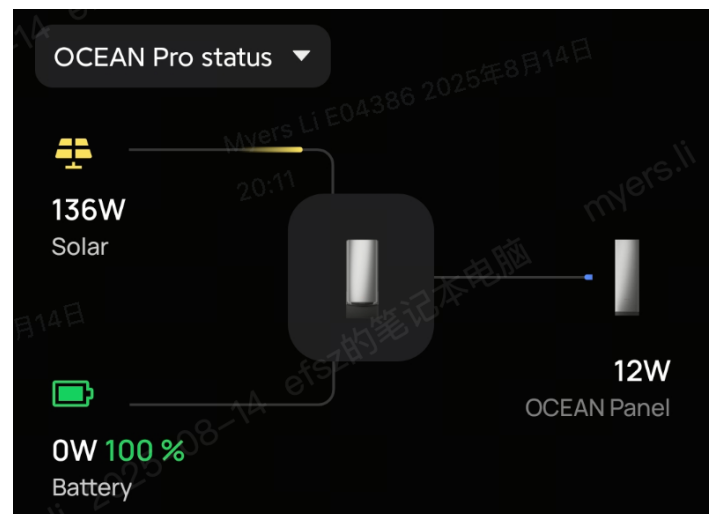 OCEAN Pro status
Myers Li E04386 2025年8月14日
20:11
myers.li
136W
Solar
月14日
efsz的笔记本电脑
12W
OCEAN Panel
2025-08-14
0W 100 %
Battery